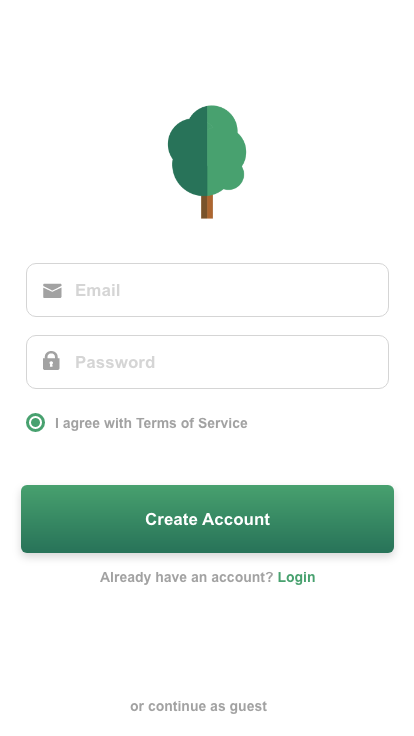 Email
Password
I agree with Terms of Service
Create Account
Already have an account? Login
or continue as guest